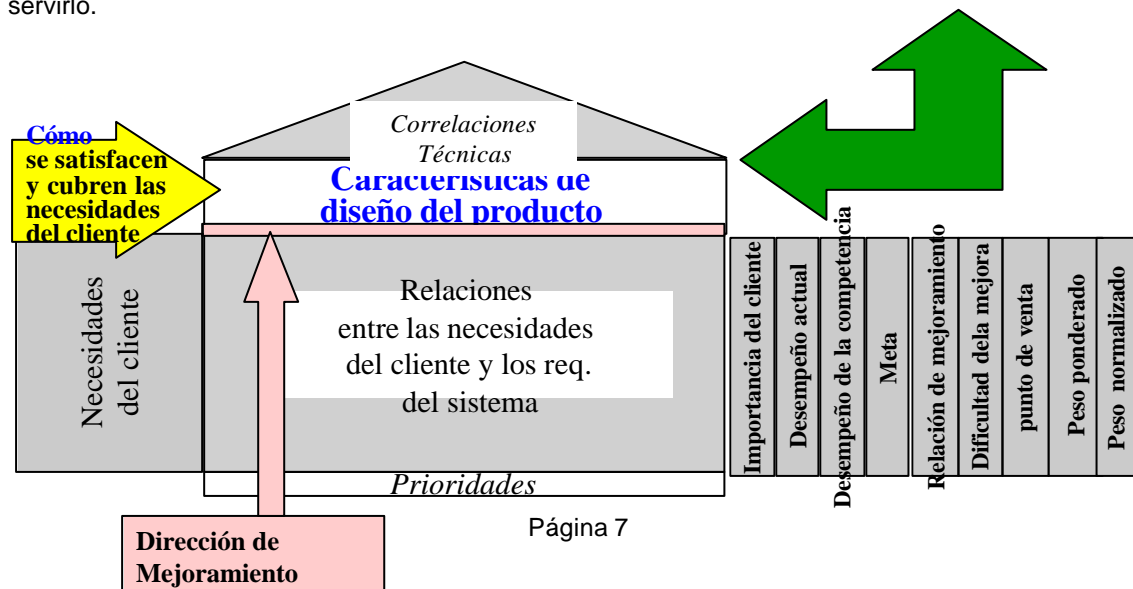 servirlo.
Correlaciones
Técnicas
Cómo
se satisfacen
y cubren las
necesidades
del cliente
Características de
diseño del producto
Necesidades
del cliente
Relaciones
entre las necesidades
del cliente y los req.
del sistema
Importancia del cliente
Desempeño actual
Desempeño de la competencia
Meta
Relación de mejoramiento
Dificultad dela mejora
punto de venta
Peso ponderado
Peso normalizado
Prioridades
Página 7
Dirección de
Mejoramiento